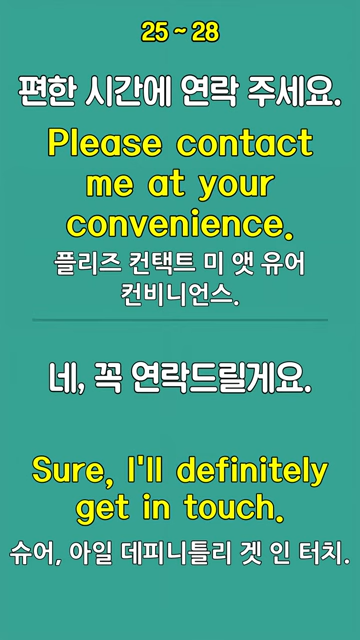 25 ~ 28
편한 시간에 연락 주세요.
Please contact
me at your
convenience.
플리즈 컨택트 미 앳 유어
컨비니언스.
네, 꼭 연락드릴게요.
Sure, I'll definitely
get in touch.
슈어, 아일 데피니틀리 겟 인 터치.